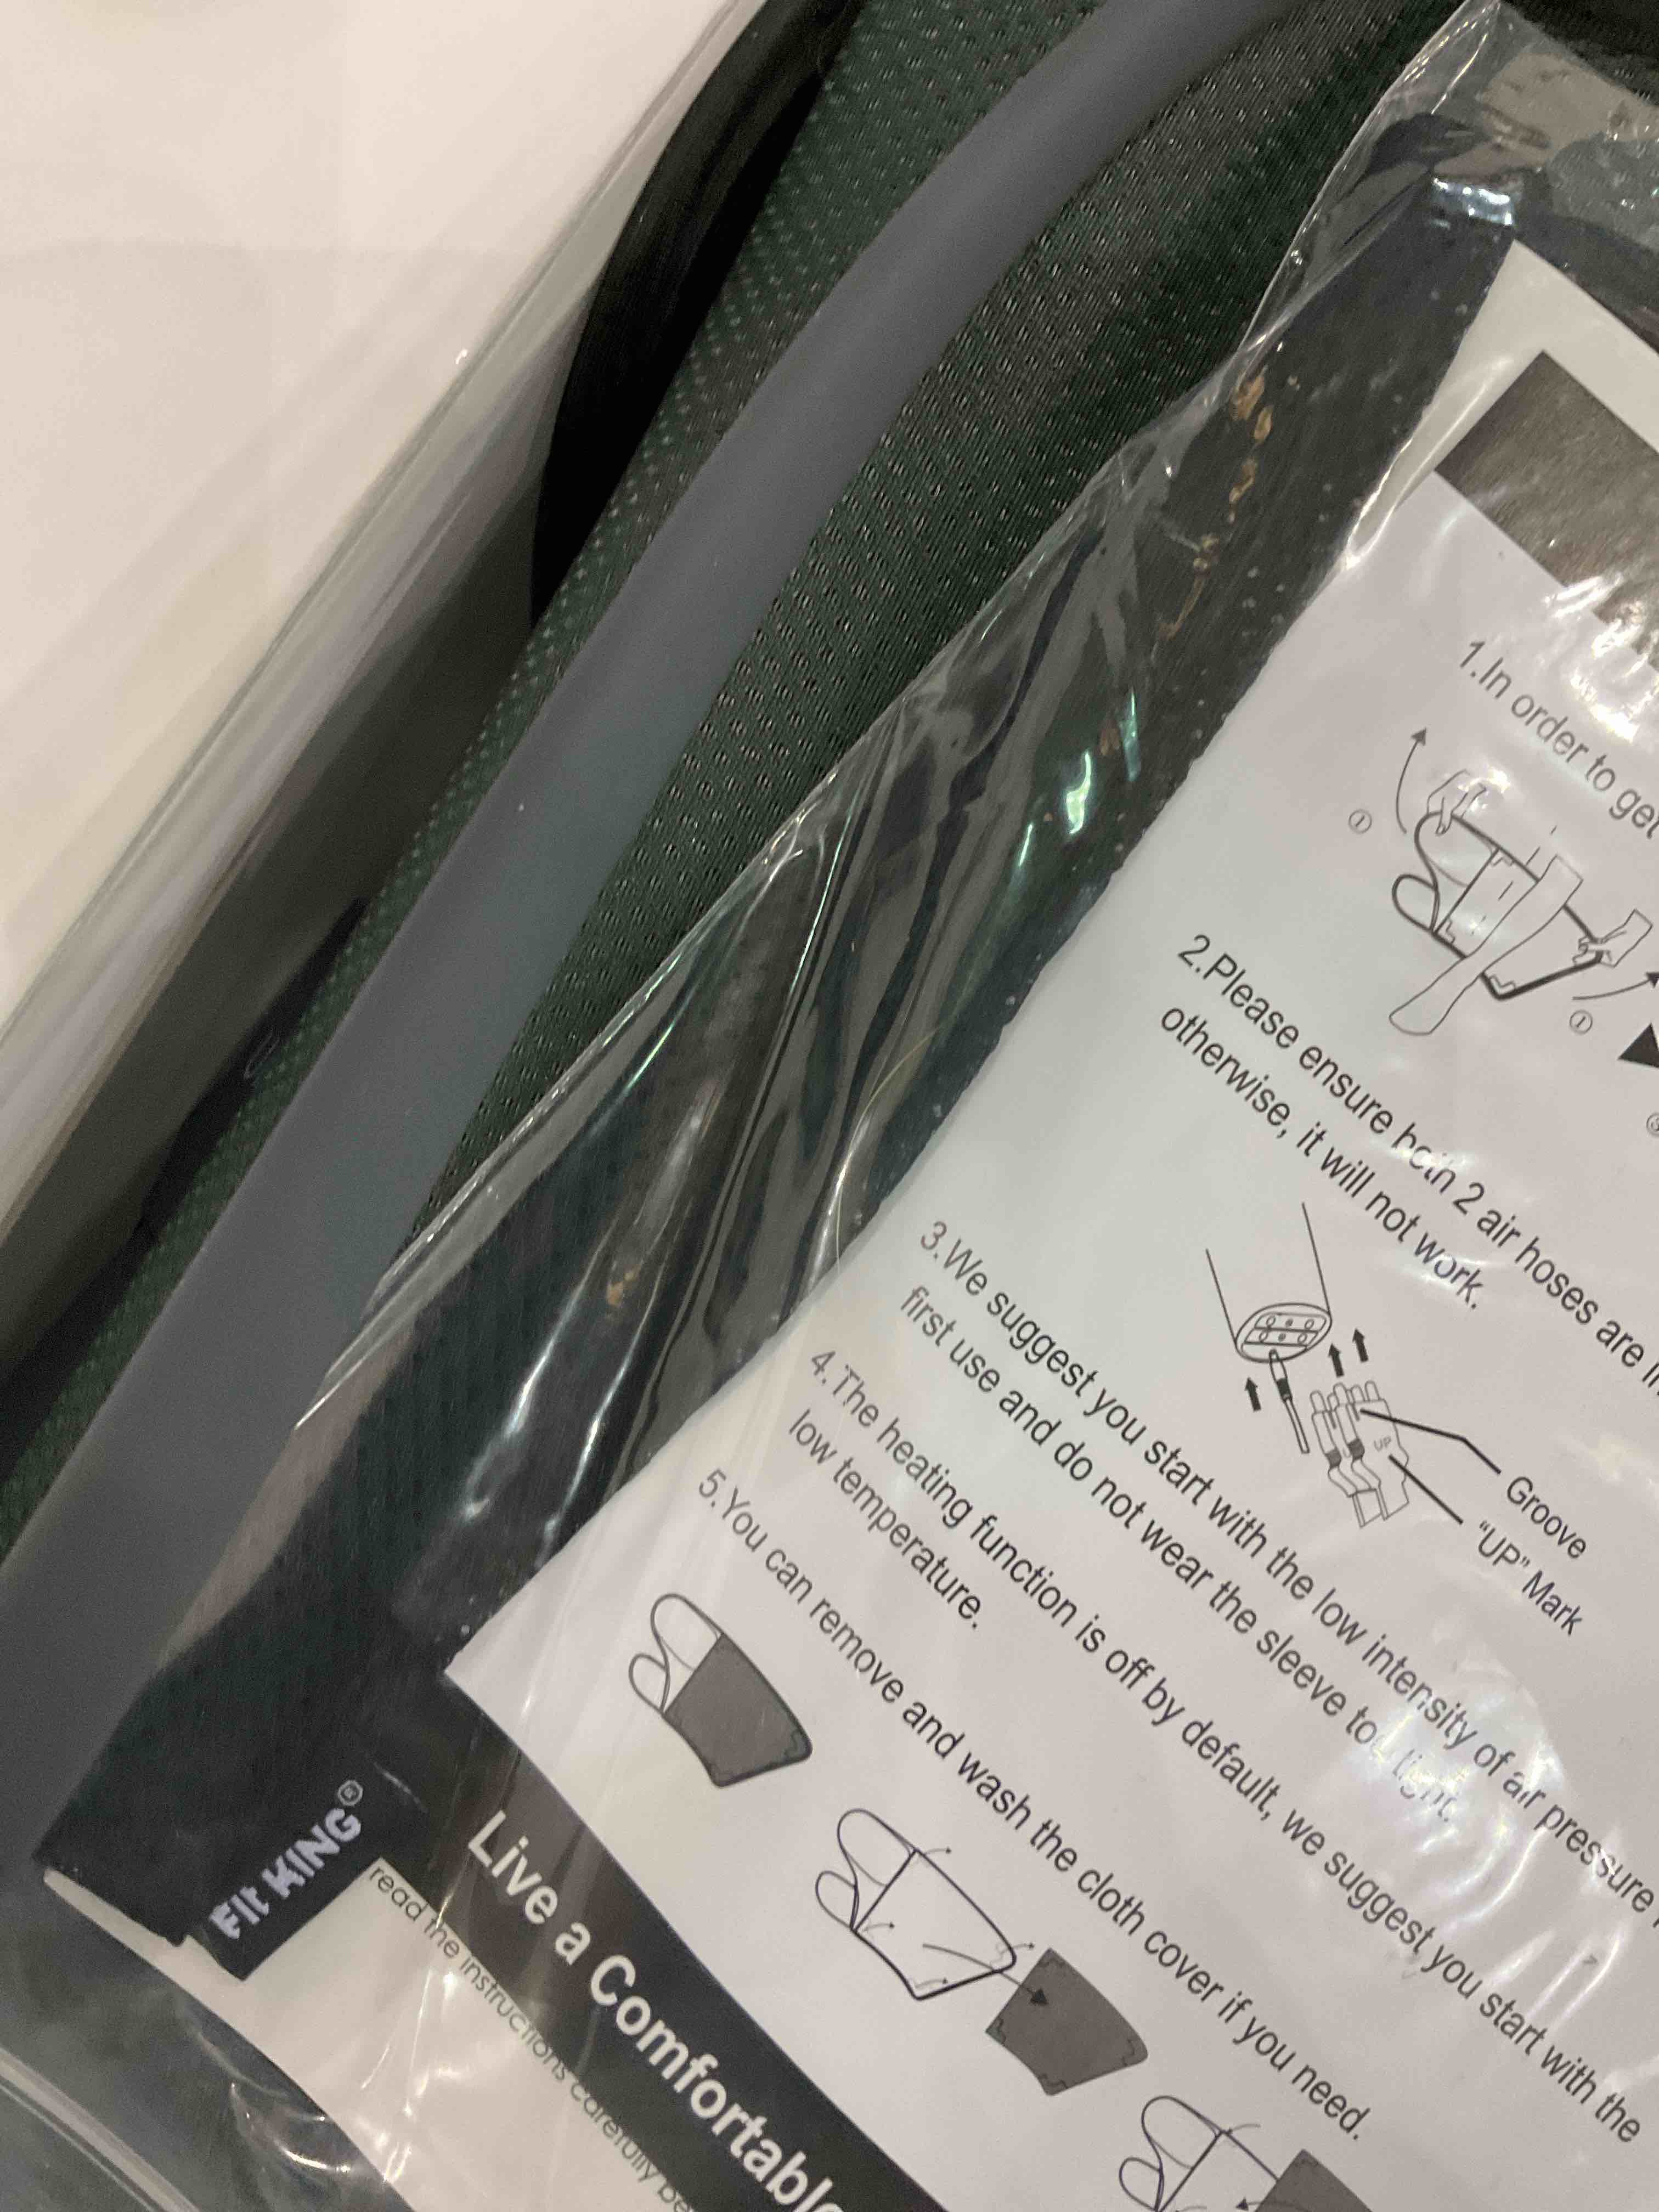 1.In order to get
①
①
2.Please ensure both 2 air hoses are
otherwise, it will not work.
UP
Groove
"UP" Mark
3.We suggest you start with the low intensity of air pressure
first use and do not wear the sleeve too tight.
4.The heating function is off by default, we suggest you start with the
low temperature.
5.You can remove and wash the cloth cover if you need.
Live a Comfortable
Fit KING®
read the instructions carefully